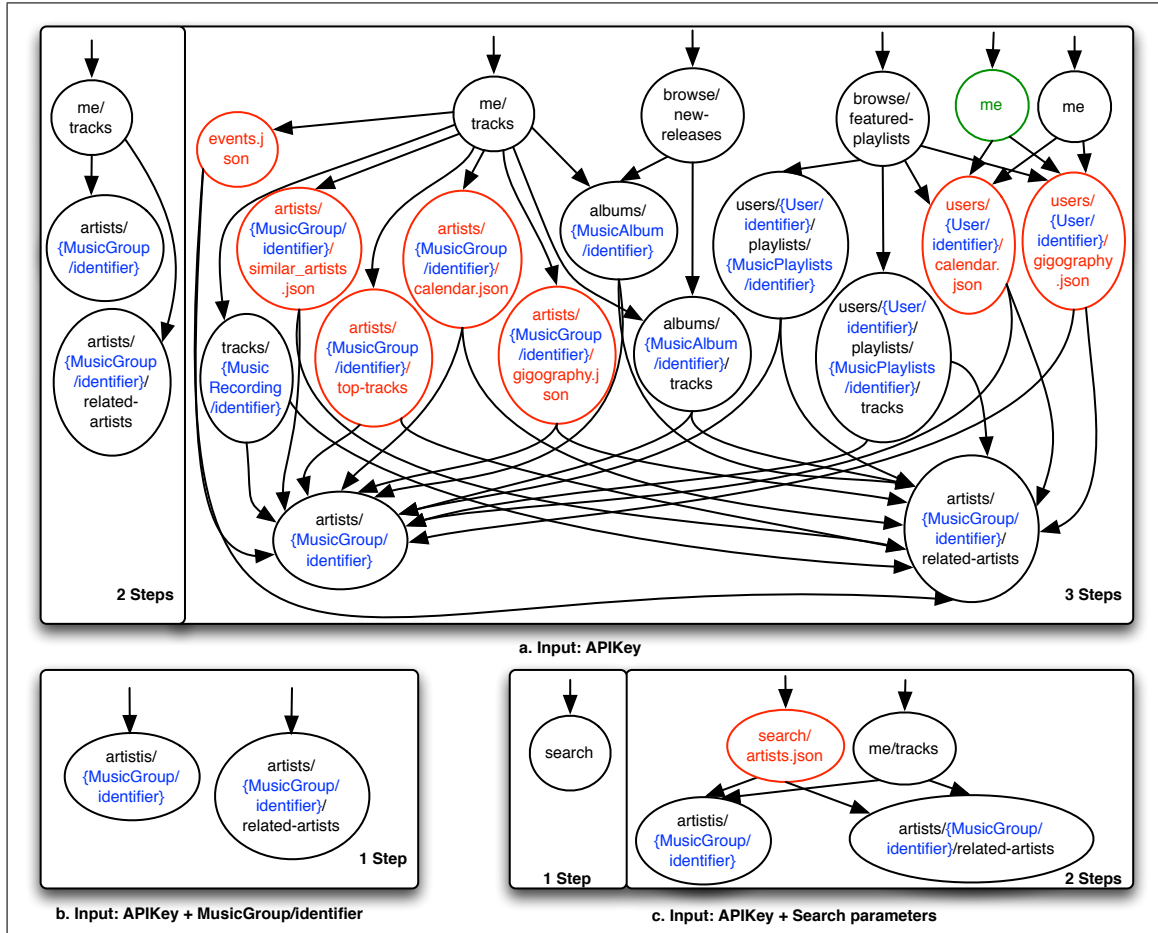 me/
tracks
artists/
{MusicGroup
/identifier}
artists/
{MusicGroup
/identifier}/
related-
artists
2 Steps
events.j
son
me/
tracks
browse/
new-
releases
browse/
featured-
playlists
me
me
artists/
{MusicGroup/
identifier}/
similar_artists
.json
artists/
{MusicGroup
/identifier}/
calendar.json
albums/
{MusicAlbum
/identifier}
users/{User/
identifier}/
playlists/
{MusicPlaylists
/identifier}
users/
{User/
identifier}/
calendar.
json
users/
{User/
identifier}/
gigography
.json
tracks/
{Music
Recording
/identifier}
artists/
{MusicGroup
/identifier}
/top-tracks
artists/
{MusicGroup
/identifier}/
gigography.j
son
albums/
{MusicAlbum
/identifier}/
tracks
users/{User/
identifier}/
playlists/
{MusicPlaylists
/identifier}/
tracks
artists/
{MusicGroup/
identifier}
artists/
{MusicGroup/
identifier}/
related-artists
3 Steps
a. Input: APIKey
artistis/
{MusicGroup/
identifier}
artists/
{MusicGroup/
identifier}/
related-artists
1 Step
b. Input: APIKey + MusicGroup/identifier
search
1 Step
search/
artists.json
me/tracks
artistis/
{MusicGroup/
identifier}
artists/{MusicGroup/
identifier}/related-artists
2 Steps
c. Input: APIKey + Search parameters